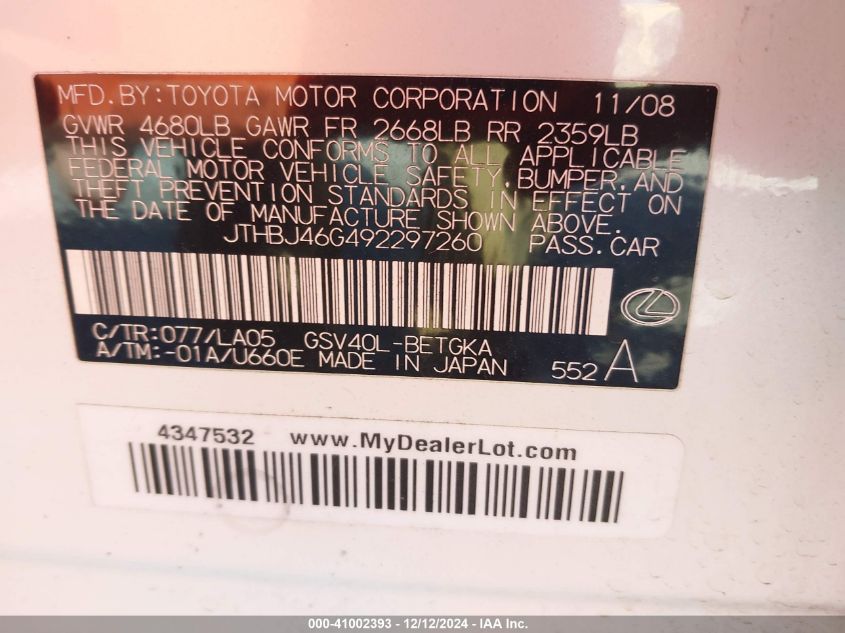 MFD.BY:TOYOTA MOTOR CORPORATION 11/08
GVWR 4680LB GAWR FR 2668LB RR 2359LB
THIS VEHICLE CONFORMS TO ALL APPLICABLE
FEDERAL MOTOR VEHICLE SAFETY,BUMPER,AND
THEFT PREVENTION STANDARDS IN EFFECT ON
THE DATE OF MANUFACTURE SHOWN ABOVE.
JTHBJ46G492297260 PASS.CAR
C/TR:077/LA05 GSV40L-BETGKA
A/TM:-01A/U660E MADE IN JAPAN 552 A
4347532 www.MyDealerLot.com
000-41002393 - 12/12/2024 - IAA Inc.